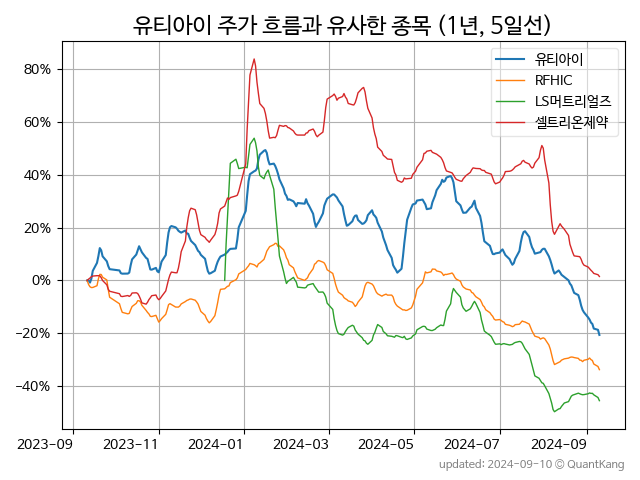 유티아이 주가 흐름과 유사한 종목 (1년, 5일선)
유티아이
RFHIC
LS머트리얼즈
셀트리온제약
80%
60%
40%
20%
0%
−20%
−40%
2023-09
2023-11
2024-01
2024-03
2024-05
2024-07
2024-09
updated: 2024-09-10 © QuantKang